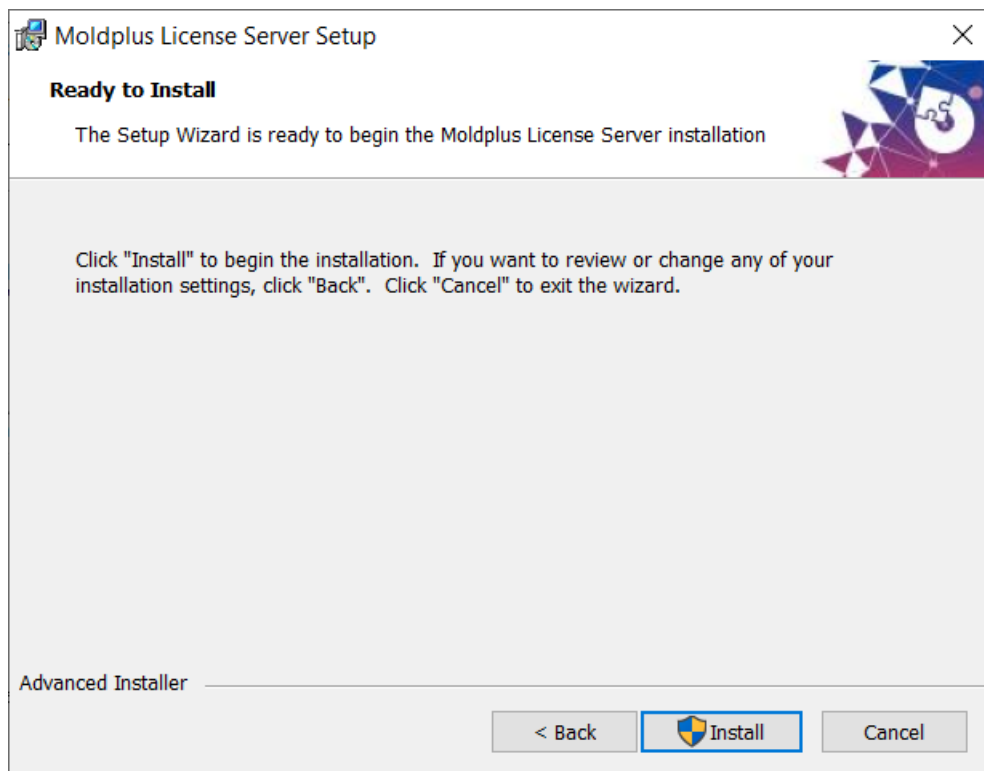 Moldplus License Server Setup
Ready to Install
The Setup Wizard is ready to begin the Moldplus License Server installation
Click "Install" to begin the installation.  If you want to review or change any of your
installation settings, click "Back".  Click "Cancel" to exit the wizard.
Advanced Installer
< Back
Install
Cancel